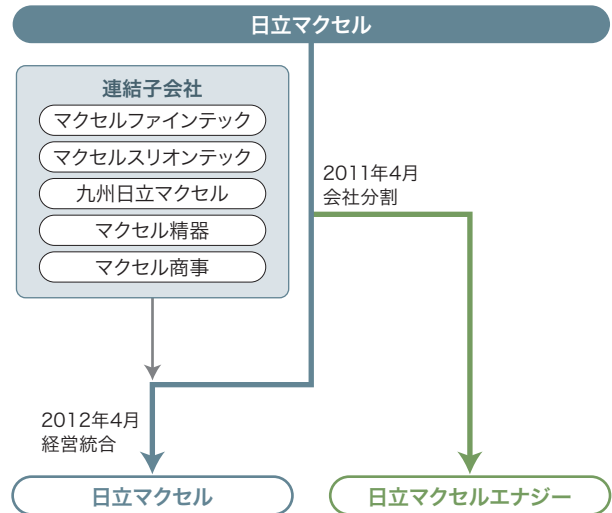 日立マクセル
連結子会社
マクセルファインテック
マクセルスリオンテック
九州日立マクセル
マクセル精器
マクセル商事
2011年4月
会社分割
2012年4月
経営統合
日立マクセル
日立マクセルエナジー